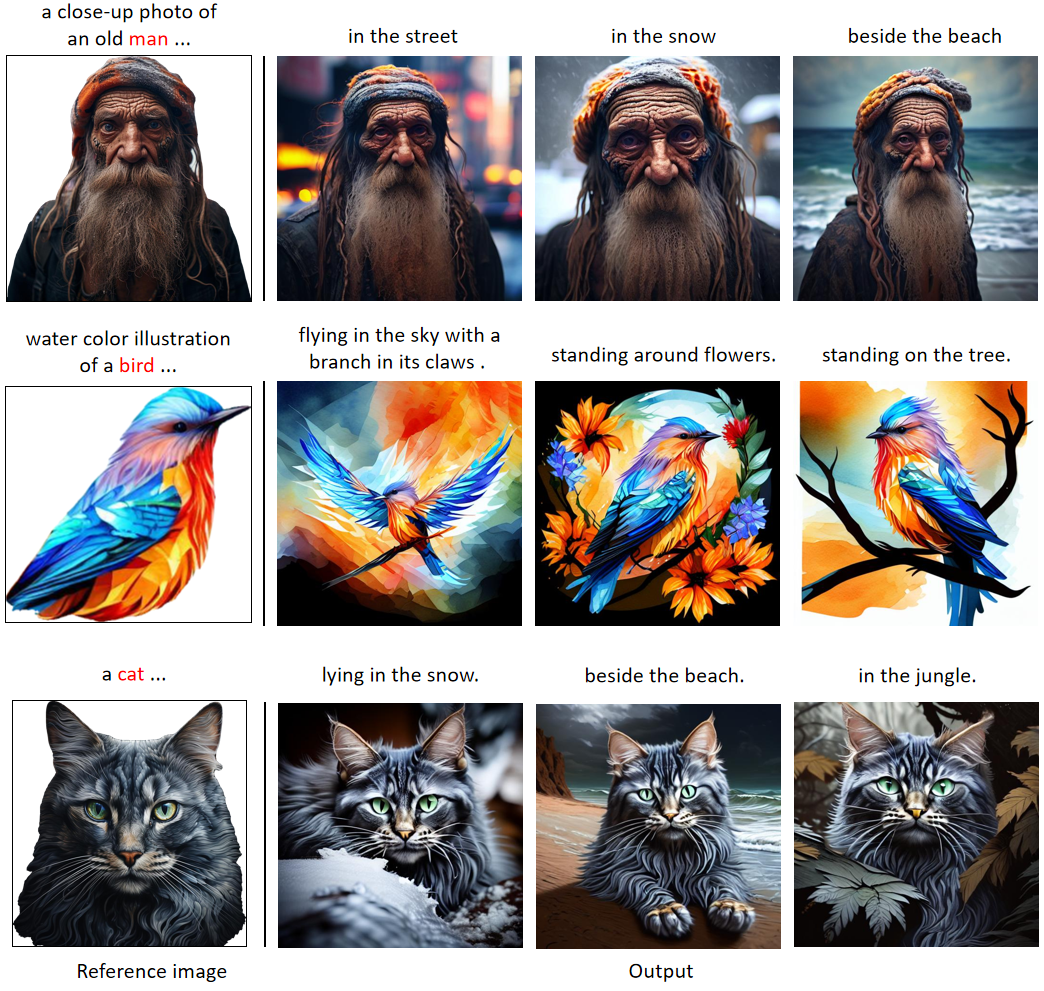 a close-up photo of
an old man ...
in the street
in the snow
beside the beach
water color illustration
of a bird ...
flying in the sky with a
branch in its claws .
standing around flowers.
standing on the tree.
a cat ...
lying in the snow.
beside the beach.
in the jungle.
Reference image
Output